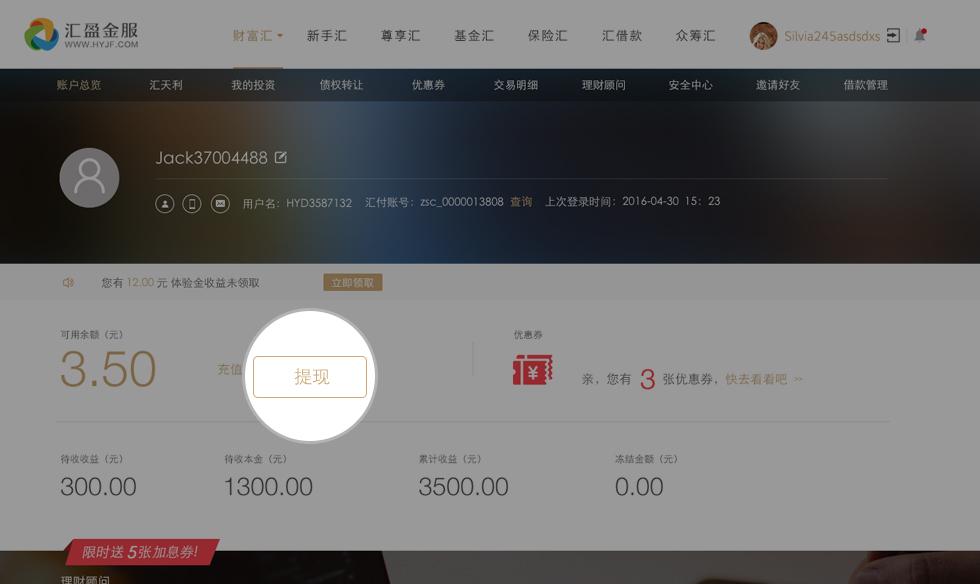 汇盈金服
WWW.HYJF.COM
财富汇 新手汇 尊享汇 基金汇 保险汇 汇借款 众筹汇 Silvia245asdsdxs
账户总览 汇天利 我的投资 债权转让 优惠券 交易明细 理财顾问 安全中心 邀请好友 借款管理
Jack37004488
用户名：HYD3587132 汇付账号：zsc_0000013808 查询 上次登录时间：2016-04-30 15：23
您有 12.00 元 体验金收益未领取 立即领取
可用余额（元）
3.50
充值
提现
优惠券
¥
亲，您有 3 张优惠券，快去看看吧 >>
待收收益（元） 待收本金（元） 累计收益（元） 冻结金额（元）
300.00 1300.00 3500.00 0.00
限时送 5张加息券!
理财顾问